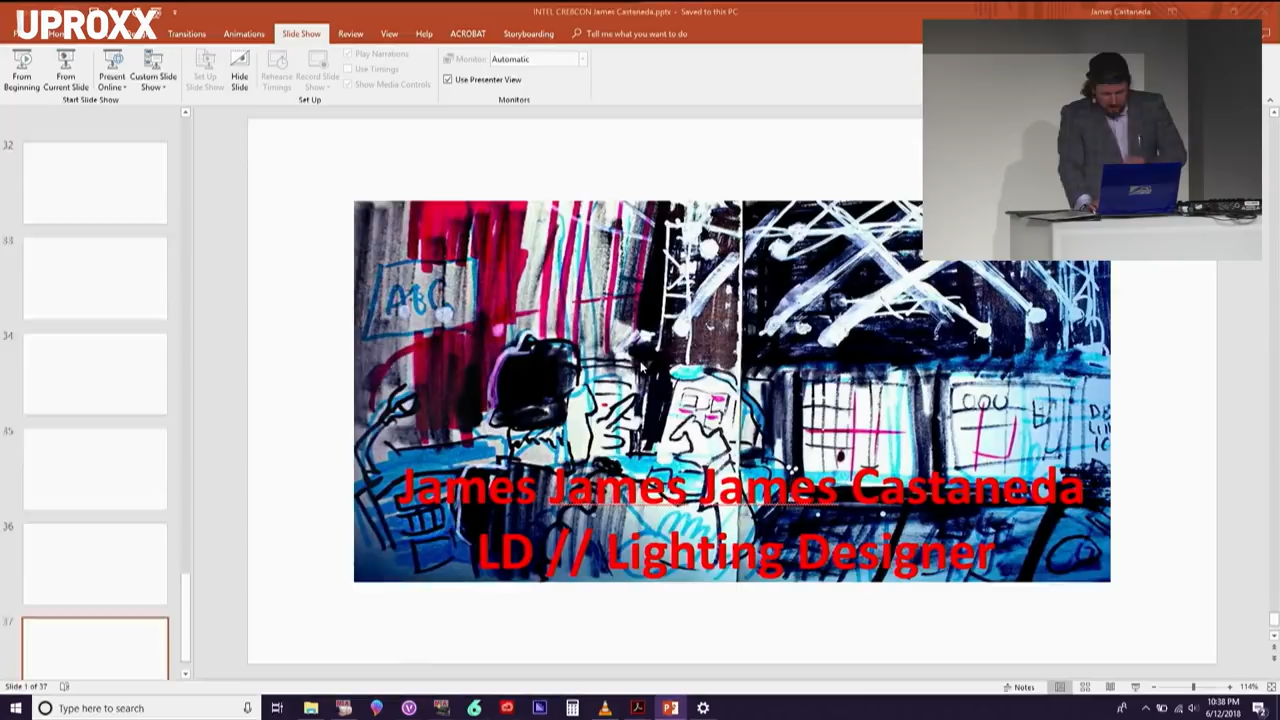 UPROXX
INTEL CREBCON James Castaneda.pptx - Saved to this PC
James Castaneda
Transitions Animations Slide Show Review View Help ACROBAT Storyboarding Tell me what you want to do
From Beginning
From Current Slide
Present Online
Custom Slide Show
Set Up Slide Show
Hide Slide
Rehearse Timings
Record Slide Show
Play Narrations
Use Timings
Show Media Controls
Monitor: Automatic
Use Presenter View
Start Slide Show
Set Up
Monitors
32
33
34
35
36
37
ABC
James James James Castaneda
LD // Lighting Designer
Slide 1 of 37
Notes
114%
Type here to search
10:38 PM
6/12/2018